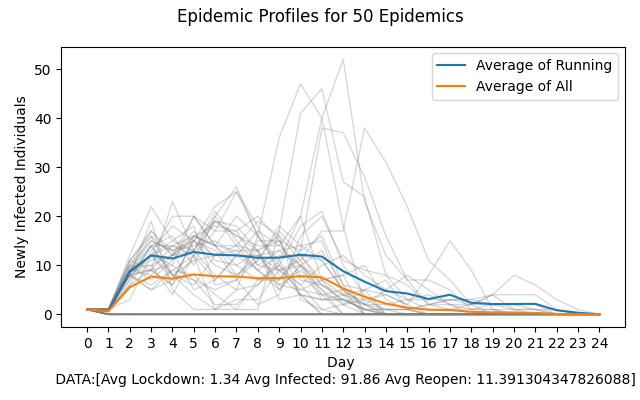 Epidemic Profiles for 50 Epidemics
Average of Running
Average of All
Newly Infected Individuals
50
40
30
20
10
0
0 1 2 3 4 5 6 7 8 9 10 11 12 13 14 15 16 17 18 19 20 21 22 23 24
Day
DATA:[Avg Lockdown: 1.34 Avg Infected: 91.86 Avg Reopen: 11.391304347826088]